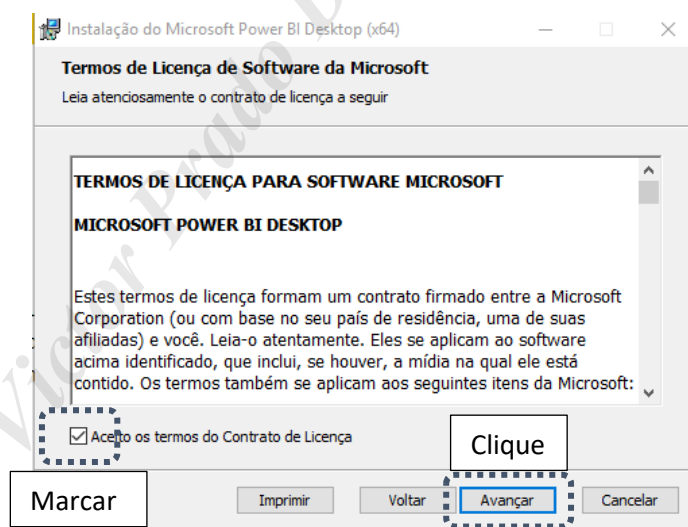 Instalação do Microsoft Power BI Desktop (x64)
Termos de Licença de Software da Microsoft
Leia atenciosamente o contrato de licença a seguir
TERMOS DE LICENÇA PARA SOFTWARE MICROSOFT
MICROSOFT POWER BI DESKTOP
Estes termos de licença formam um contrato firmado entre a Microsoft
Corporation (ou com base no seu país de residência, uma de suas
afiliadas) e você. Leia-o atentamente. Eles se aplicam ao software
acima identificado, que inclui, se houver, a mídia na qual ele está
contido. Os termos também se aplicam aos seguintes itens da Microsoft:
Aceito os termos do Contrato de Licença
Clique
Marcar
Imprimir Voltar Avançar Cancelar
Victor Prado